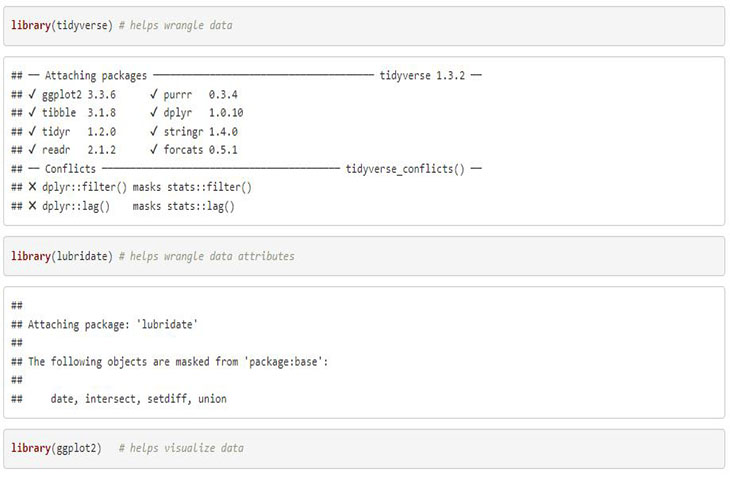 library(tidyverse) # helps wrangle data
## ── Attaching packages ─────────────────────────────────────── tidyverse 1.3.2 ──
## ✓ ggplot2 3.3.6     ✓ purrr   0.3.4
## ✓ tibble  3.1.8     ✓ dplyr   1.0.10
## ✓ tidyr   1.2.0     ✓ stringr 1.4.0
## ✓ readr   2.1.2     ✓ forcats 0.5.1
## ── Conflicts ────────────────────────────────────────── tidyverse_conflicts() ──
## ✖ dplyr::filter() masks stats::filter()
## ✖ dplyr::lag()    masks stats::lag()
library(lubridate) # helps wrangle data attributes
##
## Attaching package: 'lubridate'
##
## The following objects are masked from 'package:base':
##
##     date, intersect, setdiff, union
library(ggplot2)   # helps visualize data